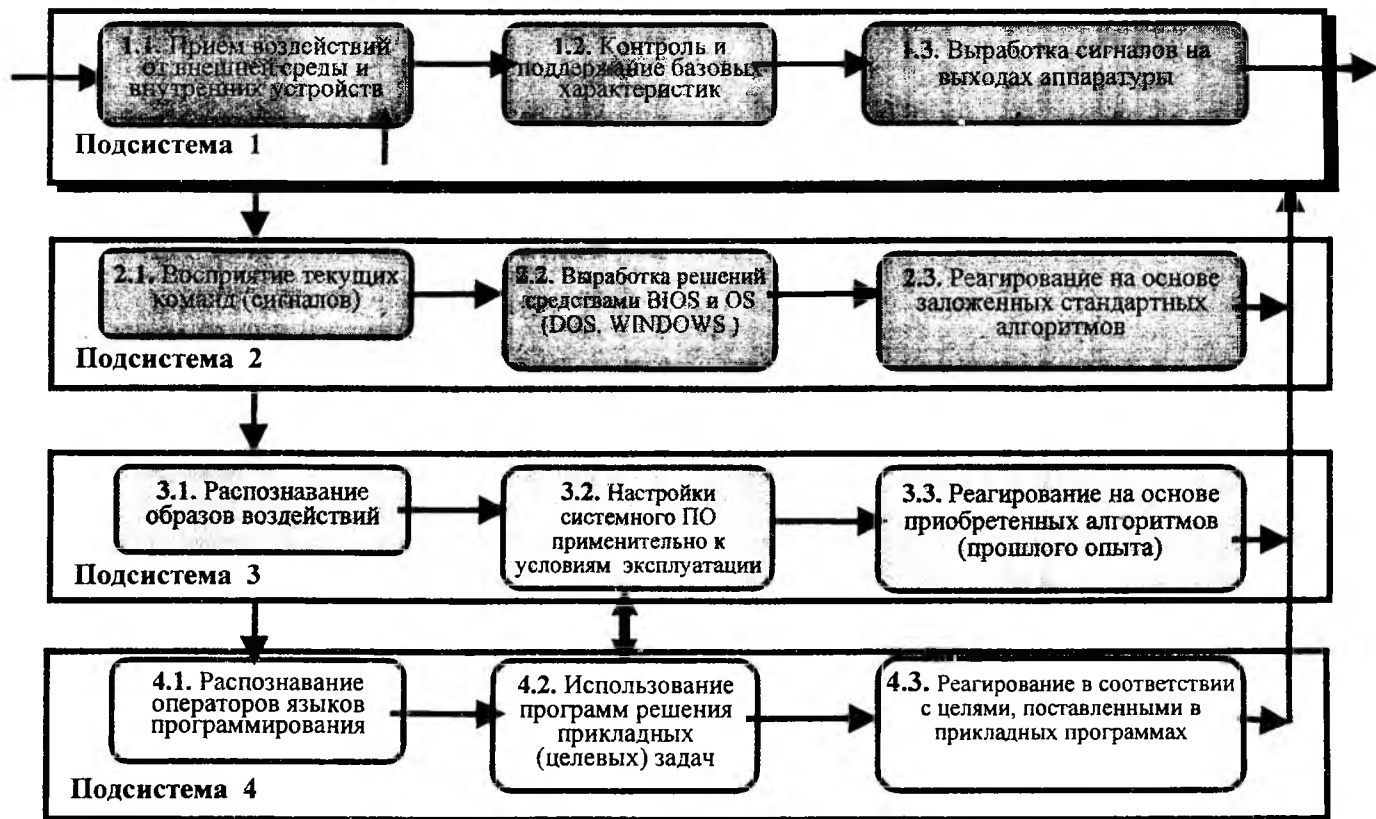 1.1. Прием воздействий
от внешней среды и
внутренних устройств
1.2. Контроль и
поддержание базовых
характеристик
1.3. Выработка сигналов на
выходах аппаратуры
Подсистема 1
2.1. Восприятие текущих
команд (сигналов)
2.2. Выработка решений
средствами BIOS и OS
(DOS, WINDOWS )
2.3. Реагирование на основе
заложенных стандартных
алгоритмов
Подсистема 2
3.1. Распознавание
образов воздействий
3.2. Настройки
системного ПО
применительно к
условиям эксплуатации
3.3. Реагирование на основе
приобретенных алгоритмов
(прошлого опыта)
Подсистема 3
4.1. Распознавание
операторов языков
программирования
4.2. Использование
программ решения
прикладных
(целевых) задач
4.3. Реагирование в соответствии
с целями, поставленными в
прикладных программах
Подсистема 4